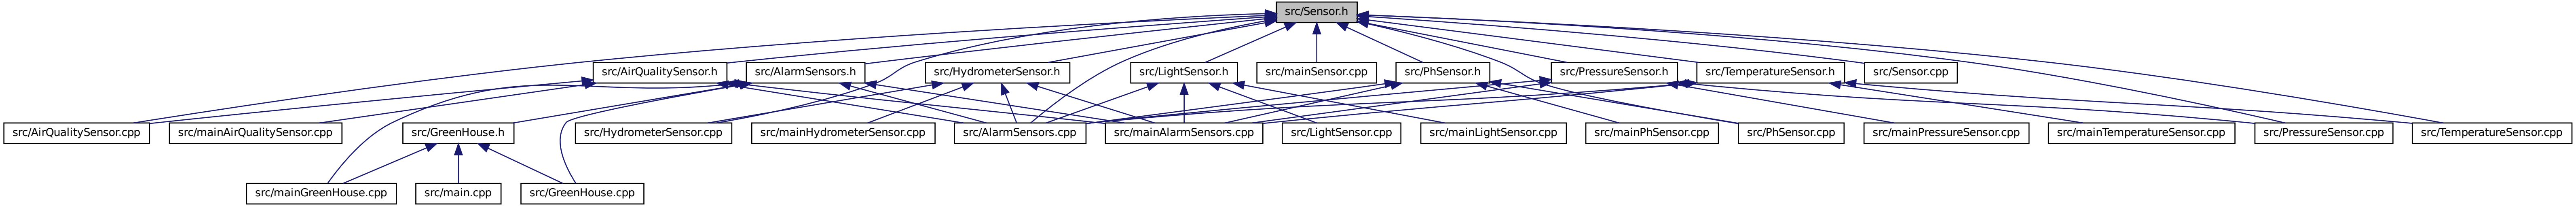 src/Sensor.h
src/AirQualitySensor.h
src/AlarmSensors.h
src/HydrometerSensor.h
src/LightSensor.h
src/mainSensor.cpp
src/PhSensor.h
src/PressureSensor.h
src/TemperatureSensor.h
src/Sensor.cpp
src/AirQualitySensor.cpp
src/mainAirQualitySensor.cpp
src/GreenHouse.h
src/HydrometerSensor.cpp
src/mainHydrometerSensor.cpp
src/AlarmSensors.cpp
src/mainAlarmSensors.cpp
src/LightSensor.cpp
src/mainLightSensor.cpp
src/mainPhSensor.cpp
src/PhSensor.cpp
src/mainPressureSensor.cpp
src/mainTemperatureSensor.cpp
src/PressureSensor.cpp
src/TemperatureSensor.cpp
src/mainGreenHouse.cpp
src/main.cpp
src/GreenHouse.cpp